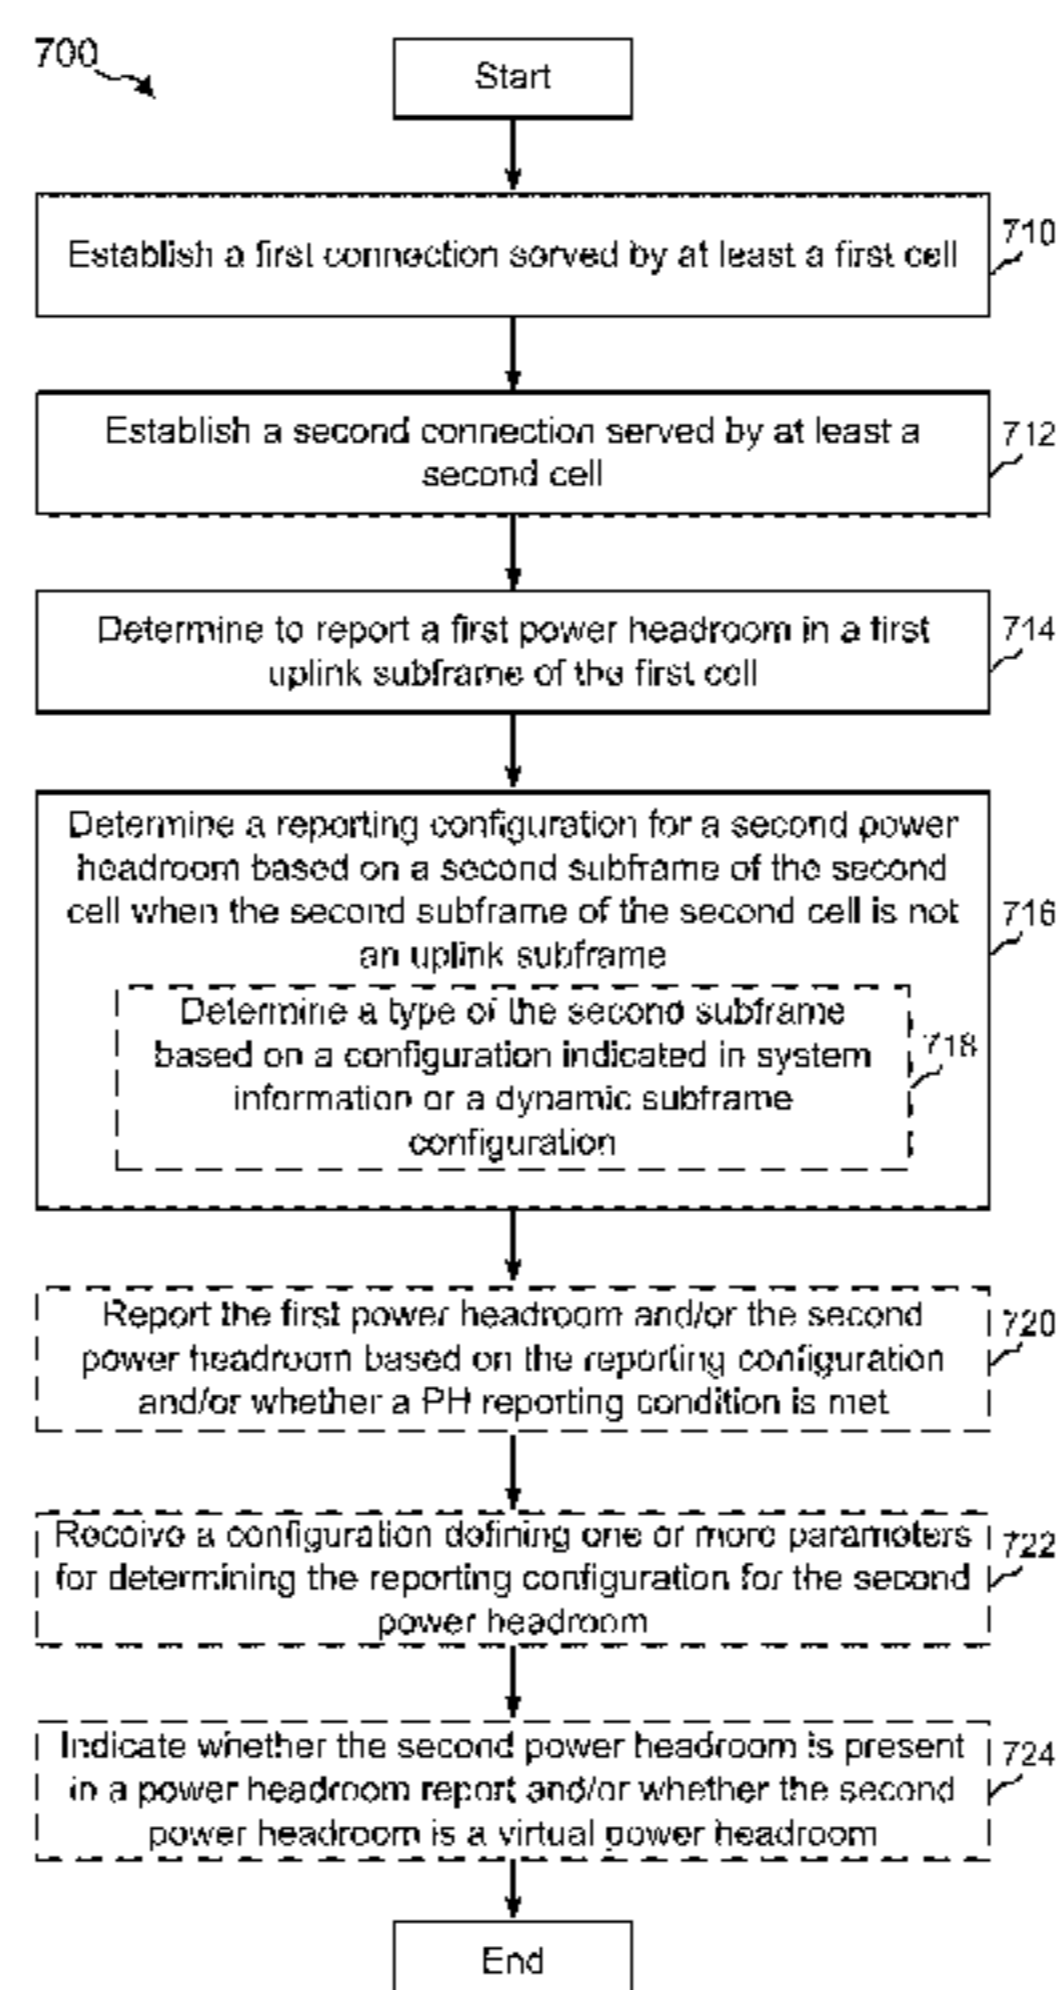 700
Start
Establish a first connection served by at least a first cell
710
Establish a second connection served by at least a
second cell
712
Determine to report a first power headroom in a first
uplink subframe of the first cell
714
Determine a reporting configuration for a second power
headroom based on a second subframe of the second
cell when the second subframe of the second cell is not
an uplink subframe
716
Determine a type of the second subframe
based on a configuration indicated in system
information or a dynamic subframe
configuration
718
Report the first power headroom and/or the second
power headroom based on the reporting configuration
and/or whether a PH reporting condition is met
720
Receive a configuration defining one or more parameters
for determining the reporting configuration for the second
power headroom
722
Indicate whether the second power headroom is present
in a power headroom report and/or whether the second
power headroom is a virtual power headroom
724
End